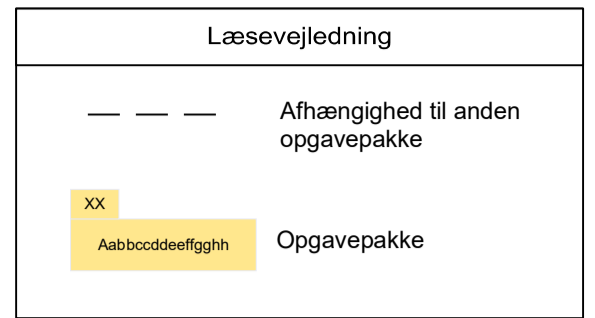 Læsevejledning
Afhængighed til anden
opgavepakke
XX
Aabbccddeeffgghh
Opgavepakke